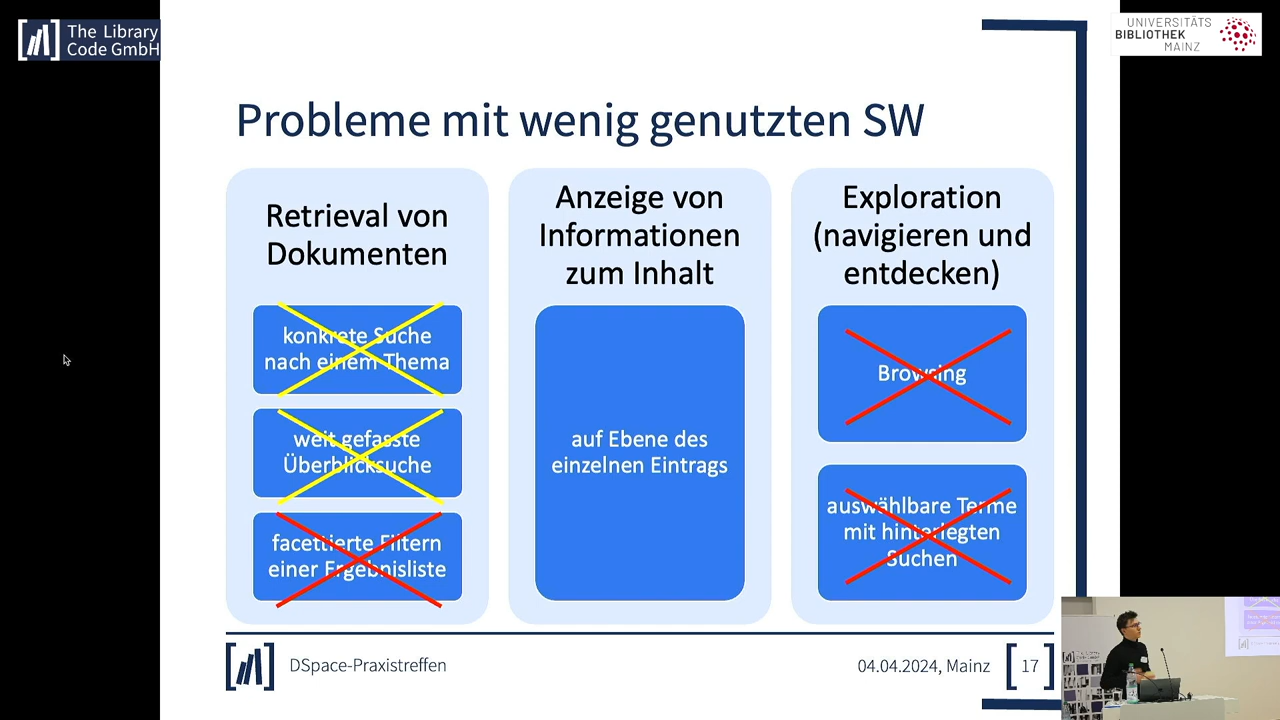 The Library
Code GmbH
UNIVERSITÄTS
BIBLIOTHEK
MAINZ
Probleme mit wenig genutzten SW
Retrieval von
Dokumenten
konkrete Suche
nach einem Thema
weit gefasste
Überblicksuche
facettierte Filtern
einer Ergebnisliste
Anzeige von
Informationen
zum Inhalt
auf Ebene des
einzelnen Eintrags
Exploration
(navigieren und
entdecken)
Browsing
auswählbare Terme
mit hinterlegten
Suchen
DSpace-Praxistreffen
04.04.2024, Mainz
17